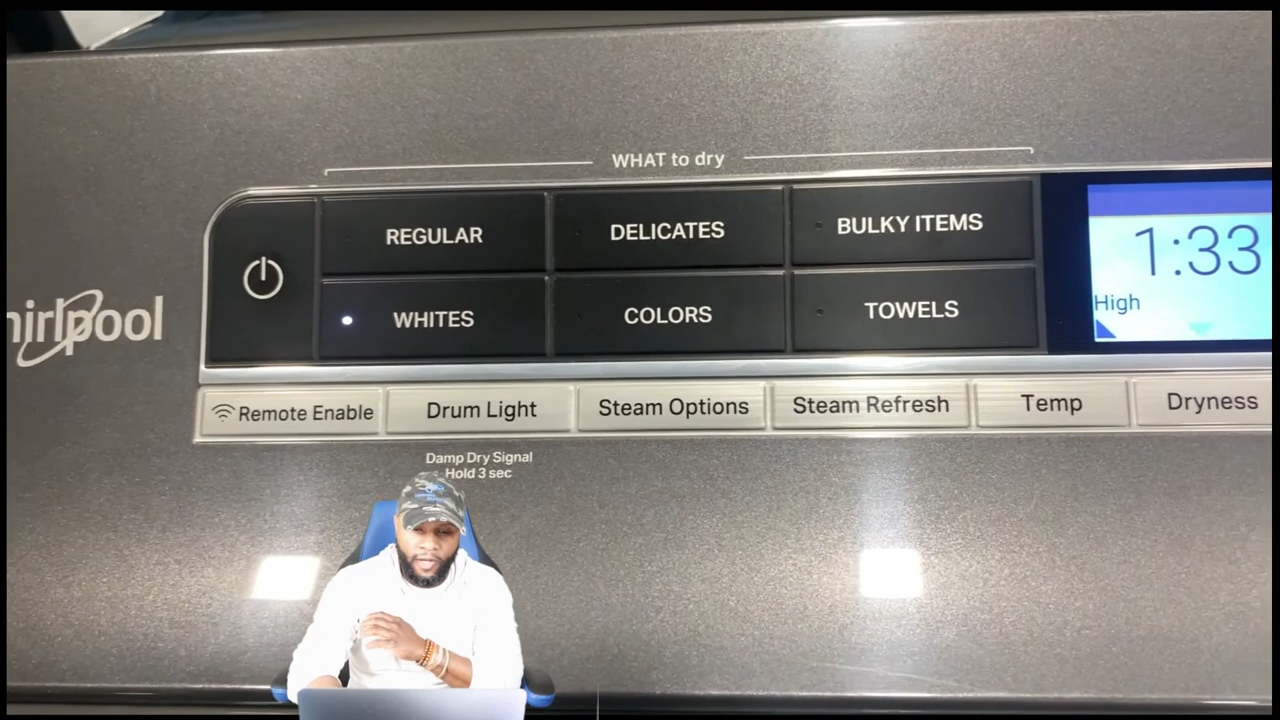 WHAT to dry
REGULAR
DELICATES
BULKY ITEMS
1:33
High
hirlpool
WHITES
COLORS
TOWELS
Remote Enable
Drum Light
Steam Options
Steam Refresh
Temp
Dryness
Damp Dry Signal
Hold 3 sec